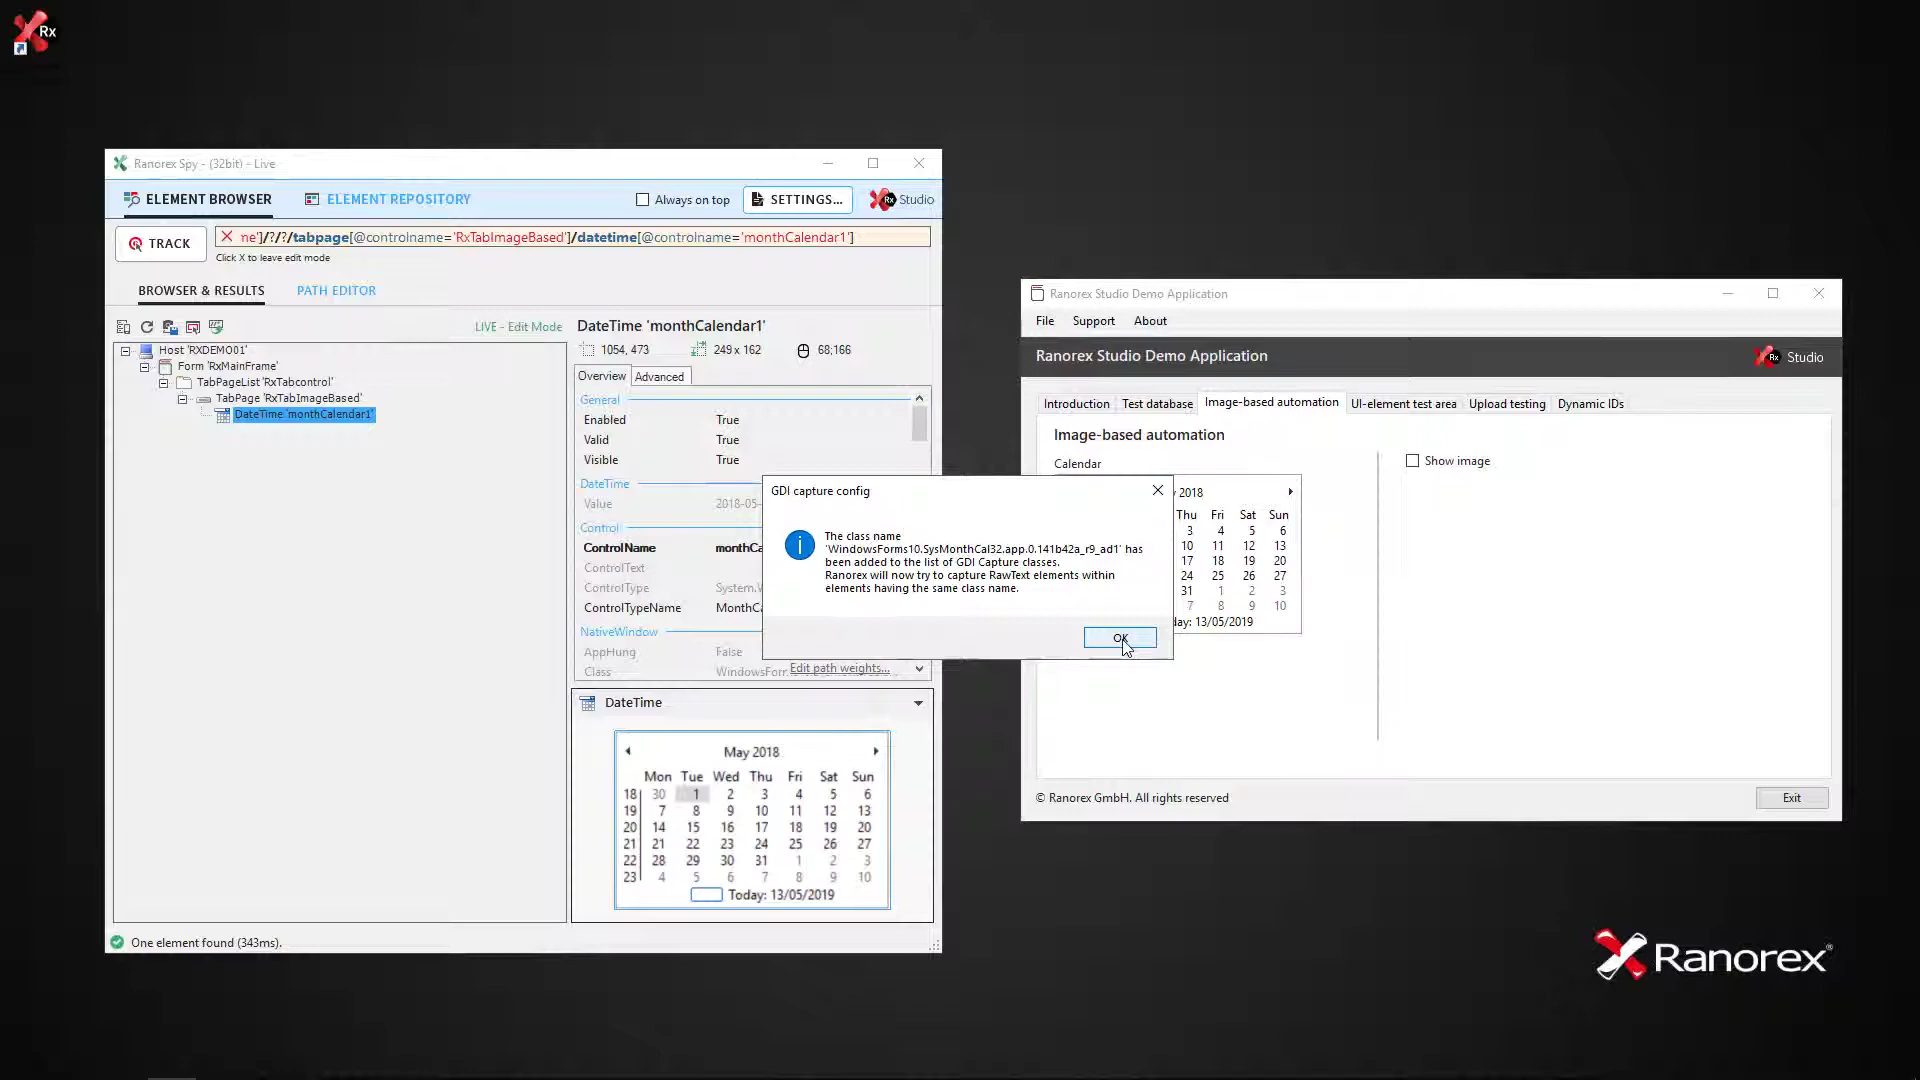 Rx
Ranorex Spy - (32bit) - Live
ELEMENT BROWSER
ELEMENT REPOSITORY
Always on top
SETTINGS...
Rx Studio
TRACK
ne']/?/?/tabpage[@controlname='RxTabImageBased']/datetime[@controlname='monthCalendar1']
Click X to leave edit mode
BROWSER & RESULTS
PATH EDITOR
LIVE - Edit Mode
Host 'RXDEMO01'
Form 'RxMainFrame'
TabPageList 'RxTabcontrol'
TabPage 'RxTabImageBased'
DateTime 'monthCalendar1'
DateTime 'monthCalendar1'
1054, 473
249 x 162
68;166
Overview
Advanced
General
Enabled True
Valid True
Visible True
DateTime
Value 2018-05-
Control
ControlName monthCa
ControlText
ControlType System.W
ControlTypeName MonthCa
NativeWindow
AppHung False
Class WindowsForm
Edit path weights...
DateTime
May 2018
Mon Tue Wed Thu Fri Sat Sun
18 30 1 2 3 4 5 6
19 7 8 9 10 11 12 13
20 14 15 16 17 18 19 20
21 21 22 23 24 25 26 27
22 28 29 30 31 1 2 3
23 4 5 6 7 8 9 10
Today: 13/05/2019
One element found (343ms).
GDI capture config
The class name
'WindowsForms10.SysMonthCal32.app.0.141b42a_r9_ad1' has
been added to the list of GDI Capture classes.
Ranorex will now try to capture RawText elements within
elements having the same class name.
OK
Ranorex Studio Demo Application
File Support About
Ranorex Studio Demo Application
Rx Studio
Introduction
Test database
Image-based automation
UI-element test area
Upload testing
Dynamic IDs
Image-based automation
Calendar
2018
Thu Fri Sat Sun
3 4 5 6
10 11 12 13
17 18 19 20
24 25 26 27
31 1 2 3
7 8 9 10
day: 13/05/2019
Show image
© Ranorex GmbH. All rights reserved
Exit
Ranorex®